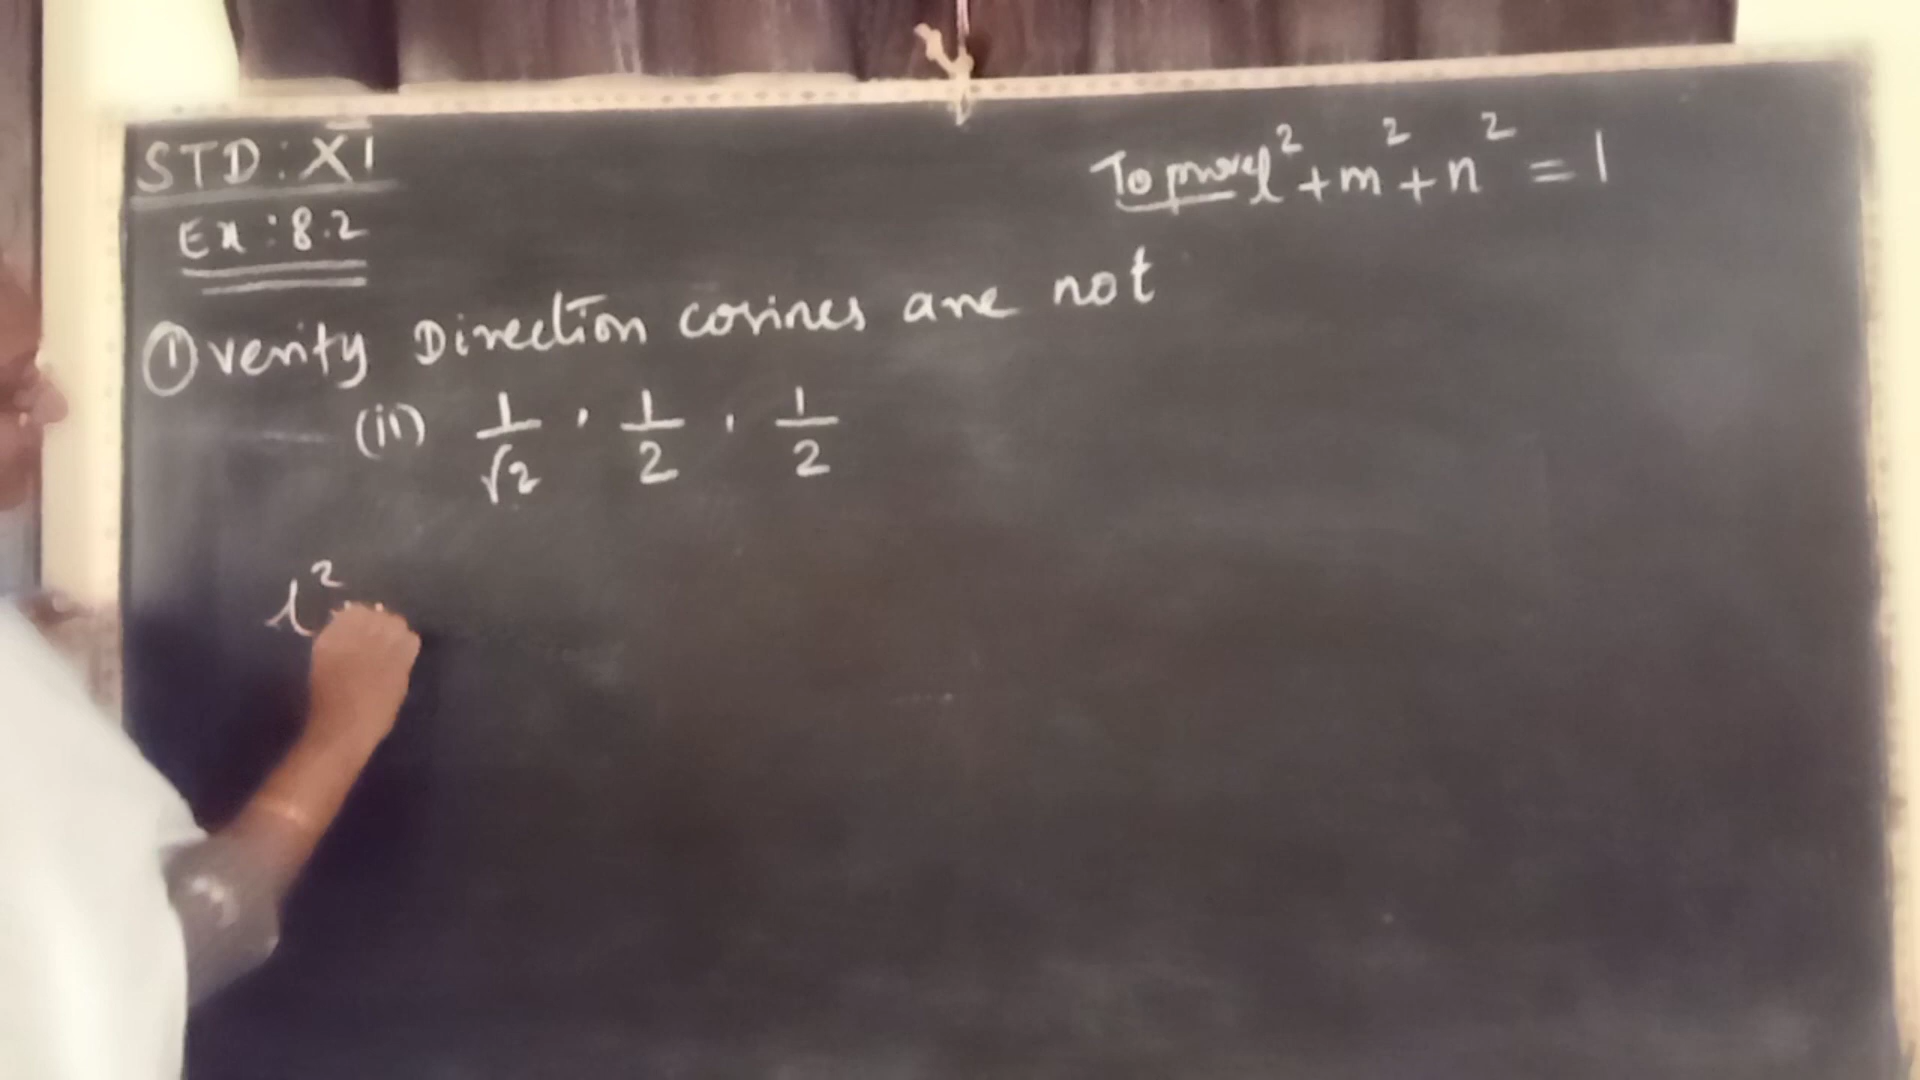 STD: XI
To prove l² + m² + n² = 1
Ex: 8.2
① verify Direction cosines are not
(ii) 1/√2, 1/2, 1/2
l²